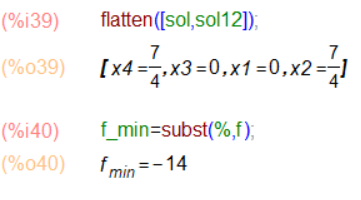 (%i39) flatten([sol,sol12]);
(%o39) [x4=7/4,x3=0,x1=0,x2=7/4]
(%i40) f_min=subst(%,f);
(%o40) f_min=-14